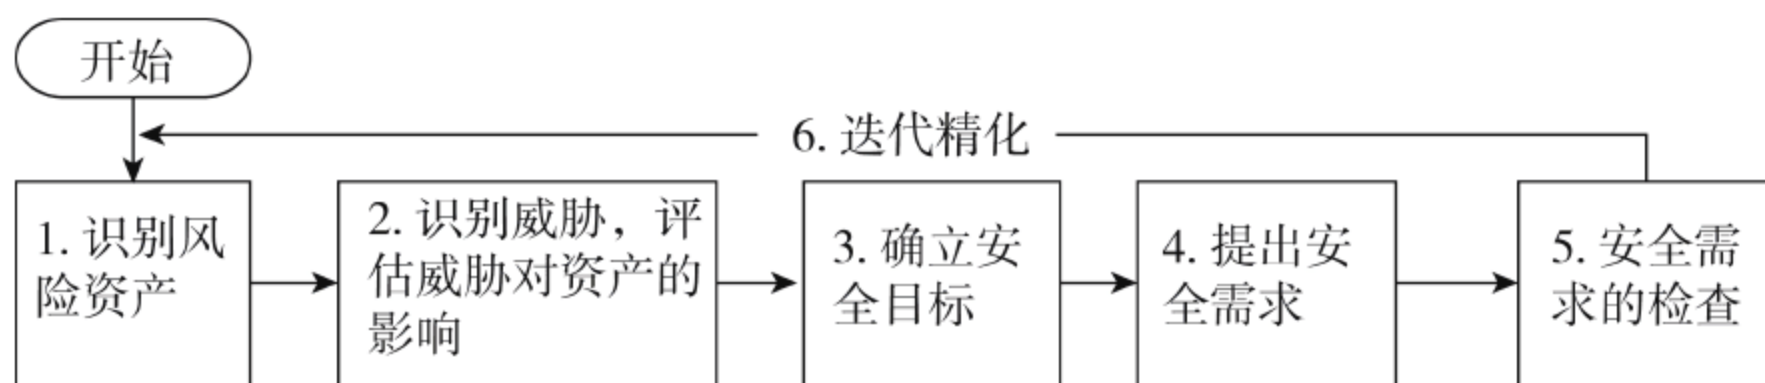 开始
6. 迭代精化
1. 识别风
险资产
2. 识别威胁，评
估威胁对资产的
影响
3. 确立安
全目标
4. 提出安
全需求
5. 安全需
求的检查